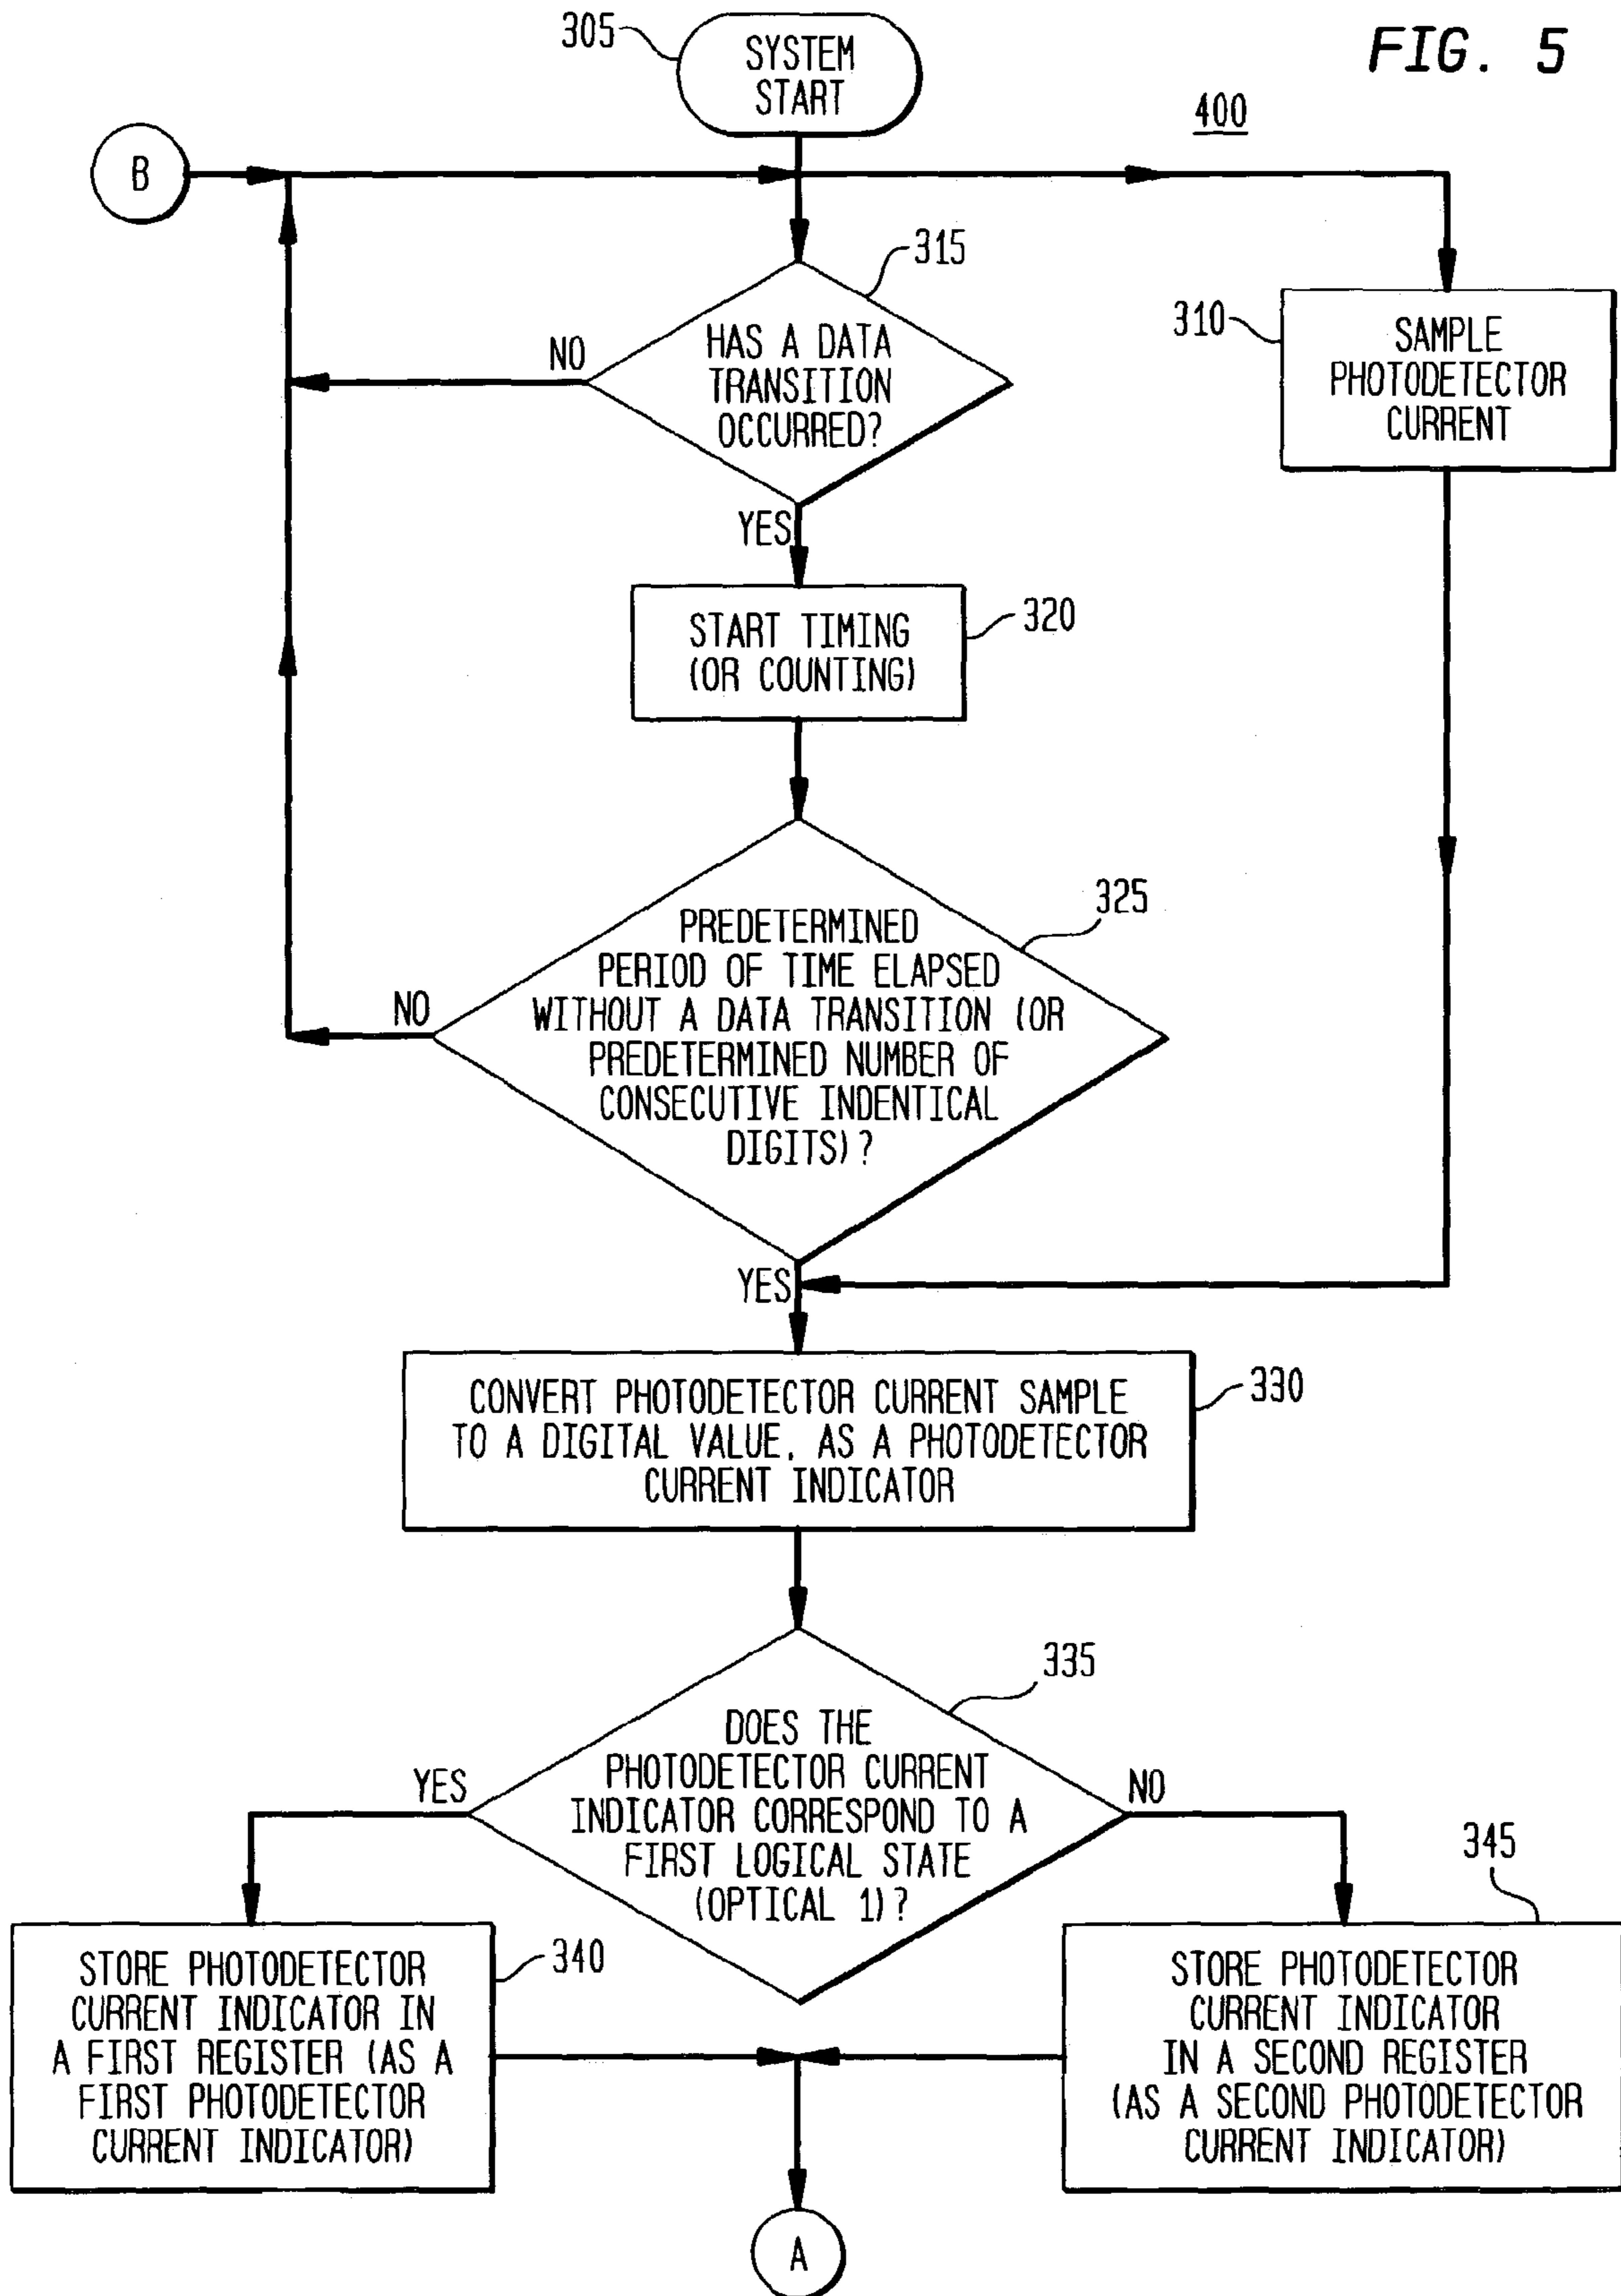 305
SYSTEM
START
FIG. 5
400
B
315
HAS A DATA
TRANSITION
OCCURRED?
NO
310
SAMPLE
PHOTODETECTOR
CURRENT
YES
START TIMING
(OR COUNTING)
320
325
PREDETERMINED
PERIOD OF TIME ELAPSED
WITHOUT A DATA TRANSITION (OR
PREDETERMINED NUMBER OF
CONSECUTIVE INDENTICAL
DIGITS)?
NO
YES
CONVERT PHOTODETECTOR CURRENT SAMPLE
TO A DIGITAL VALUE, AS A PHOTODETECTOR
CURRENT INDICATOR
330
335
DOES THE
PHOTODETECTOR CURRENT
INDICATOR CORRESPOND TO A
FIRST LOGICAL STATE
(OPTICAL 1)?
YES
NO
STORE PHOTODETECTOR
CURRENT INDICATOR IN
A FIRST REGISTER (AS A
FIRST PHOTODETECTOR
CURRENT INDICATOR)
340
345
STORE PHOTODETECTOR
CURRENT INDICATOR
IN A SECOND REGISTER
(AS A SECOND PHOTODETECTOR
CURRENT INDICATOR)
A